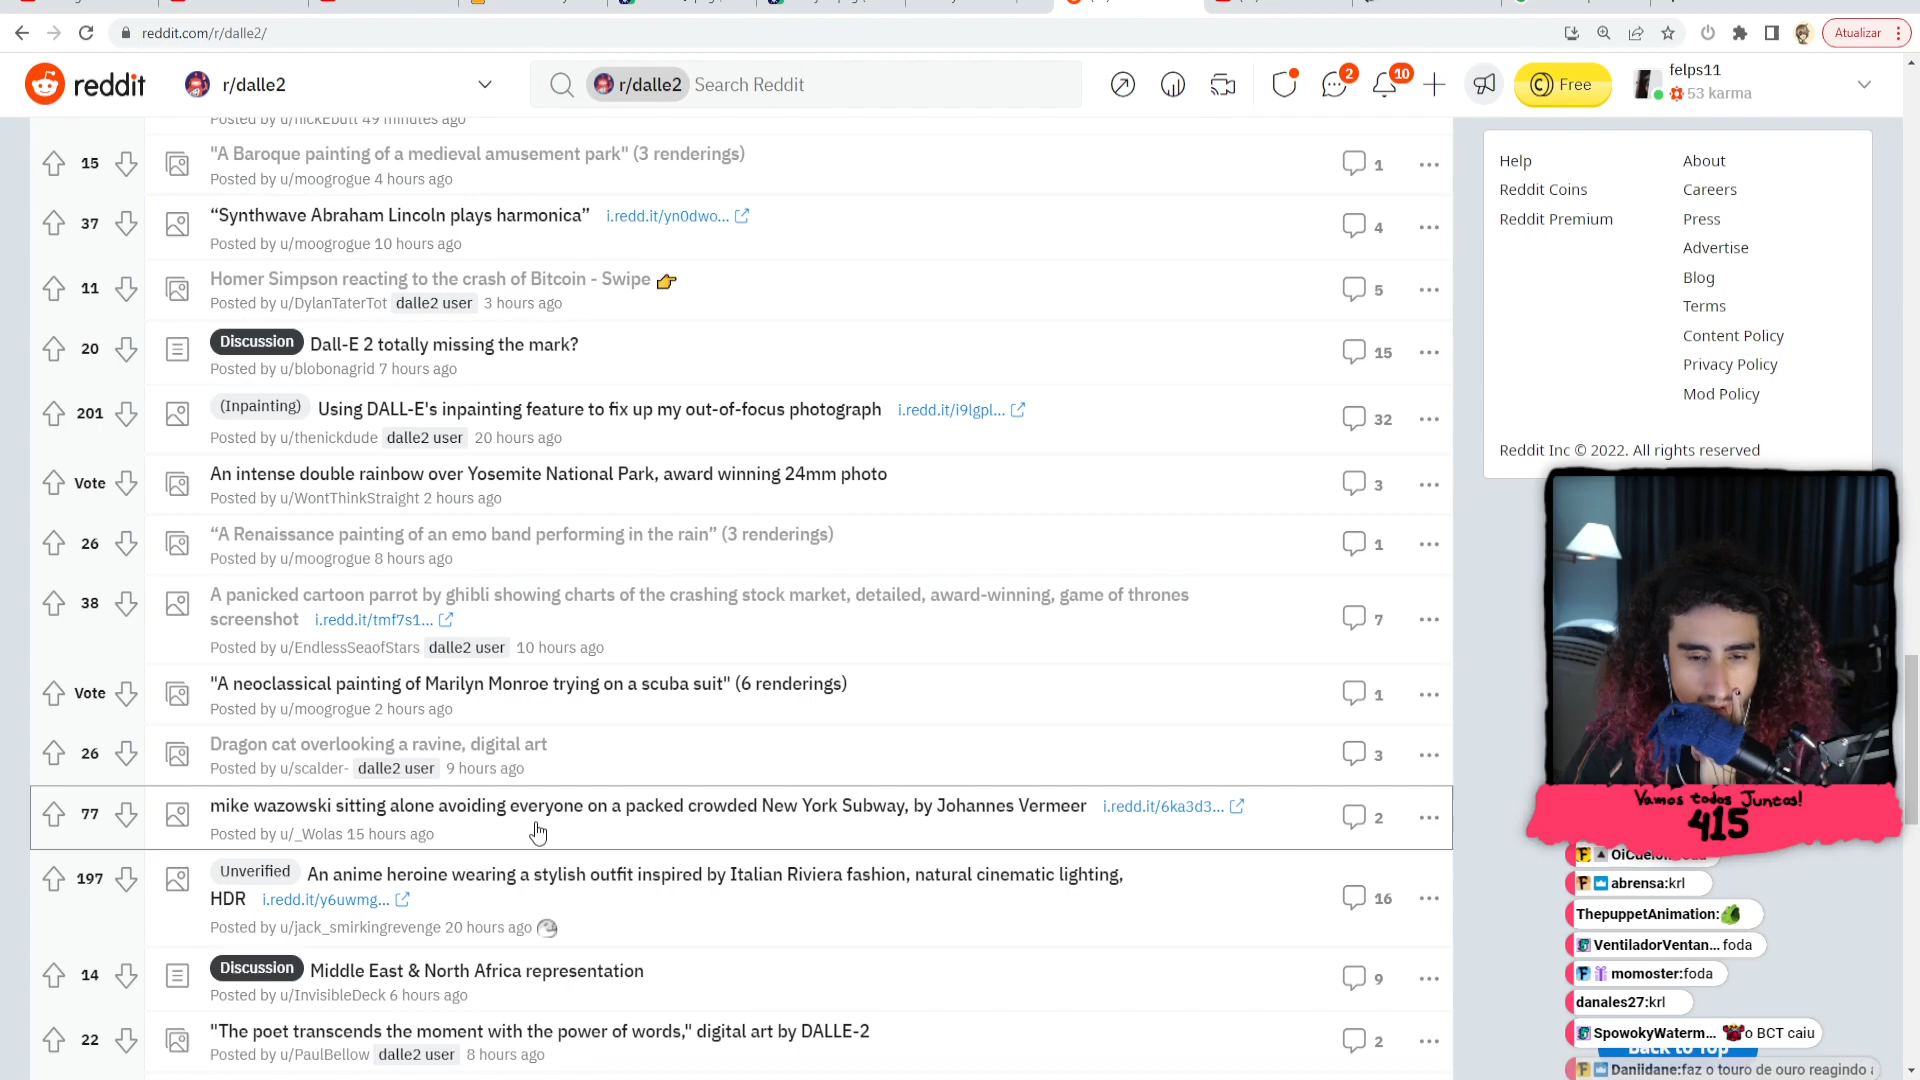 reddit.com/r/dalle2/
Atualizar
reddit
r/dalle2
r/dalle2 Search Reddit
2
10
Free
felps11
53 karma
Posted by u/nickEbutt 49 minutes ago
15
"A Baroque painting of a medieval amusement park" (3 renderings)
Posted by u/moogrogue 4 hours ago
1
37
“Synthwave Abraham Lincoln plays harmonica” i.redd.it/yn0dwo...
Posted by u/moogrogue 10 hours ago
4
11
Homer Simpson reacting to the crash of Bitcoin - Swipe 👉
Posted by u/DylanTaterTot dalle2 user 3 hours ago
5
20
Discussion Dall-E 2 totally missing the mark?
Posted by u/blobonagrid 7 hours ago
15
201
(Inpainting) Using DALL-E's inpainting feature to fix up my out-of-focus photograph i.redd.it/i9lgpl...
Posted by u/thenickdude dalle2 user 20 hours ago
32
Vote
An intense double rainbow over Yosemite National Park, award winning 24mm photo
Posted by u/WontThinkStraight 2 hours ago
3
26
“A Renaissance painting of an emo band performing in the rain” (3 renderings)
Posted by u/moogrogue 8 hours ago
1
38
A panicked cartoon parrot by ghibli showing charts of the crashing stock market, detailed, award-winning, game of thrones
screenshot i.redd.it/tmf7s1...
Posted by u/EndlessSeaofStars dalle2 user 10 hours ago
7
Vote
"A neoclassical painting of Marilyn Monroe trying on a scuba suit" (6 renderings)
Posted by u/moogrogue 2 hours ago
1
26
Dragon cat overlooking a ravine, digital art
Posted by u/scalder- dalle2 user 9 hours ago
3
77
mike wazowski sitting alone avoiding everyone on a packed crowded New York Subway, by Johannes Vermeer i.redd.it/6ka3d3...
Posted by u/_Wolas 15 hours ago
2
197
Unverified An anime heroine wearing a stylish outfit inspired by Italian Riviera fashion, natural cinematic lighting,
HDR i.redd.it/y6uwmg...
Posted by u/jack_smirkingrevenge 20 hours ago
16
14
Discussion Middle East & North Africa representation
Posted by u/InvisibleDeck 6 hours ago
9
22
"The poet transcends the moment with the power of words," digital art by DALLE-2
Posted by u/PaulBellow dalle2 user 8 hours ago
2
Help
About
Reddit Coins
Careers
Reddit Premium
Press
Advertise
Blog
Terms
Content Policy
Privacy Policy
Mod Policy
Reddit Inc © 2022. All rights reserved
Vamos todos Juntos!
415
abrensa:krl
ThepuppetAnimation:
VentiladorVentan... foda
momoster:foda
danales27:krl
SpowokyWaterm... o BCT caiu
Back to Top
Daniidane:faz o touro de ouro reagindo